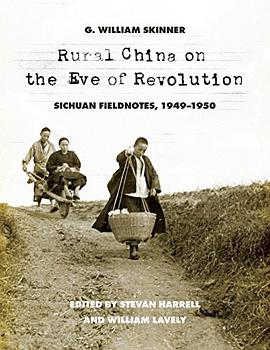 G. WILLIAM SKINNER
Rural China on
the Eve of Revolution
SICHUAN FIELDNOTES, 1949–1950
EDITED BY STEVAN HARRELL
AND WILLIAM LAVELY